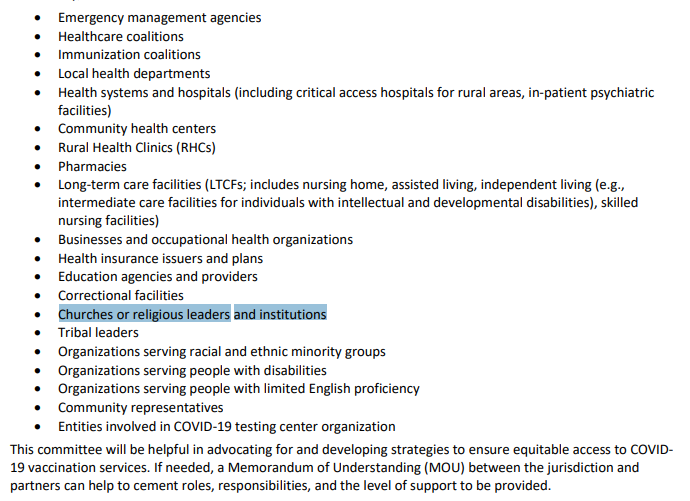 • Emergency management agencies
• Healthcare coalitions
• Immunization coalitions
• Local health departments
• Health systems and hospitals (including critical access hospitals for rural areas, in-patient psychiatric
facilities)
• Community health centers
• Rural Health Clinics (RHCs)
• Pharmacies
• Long-term care facilities (LTCFs; includes nursing home, assisted living, independent living (e.g.,
intermediate care facilities for individuals with intellectual and developmental disabilities), skilled
nursing facilities)
• Businesses and occupational health organizations
• Health insurance issuers and plans
• Education agencies and providers
• Correctional facilities
• Churches or religious leaders and institutions
• Tribal leaders
• Organizations serving racial and ethnic minority groups
• Organizations serving people with disabilities
• Organizations serving people with limited English proficiency
• Community representatives
• Entities involved in COVID-19 testing center organization
This committee will be helpful in advocating for and developing strategies to ensure equitable access to COVID-
19 vaccination services. If needed, a Memorandum of Understanding (MOU) between the jurisdiction and
partners can help to cement roles, responsibilities, and the level of support to be provided.